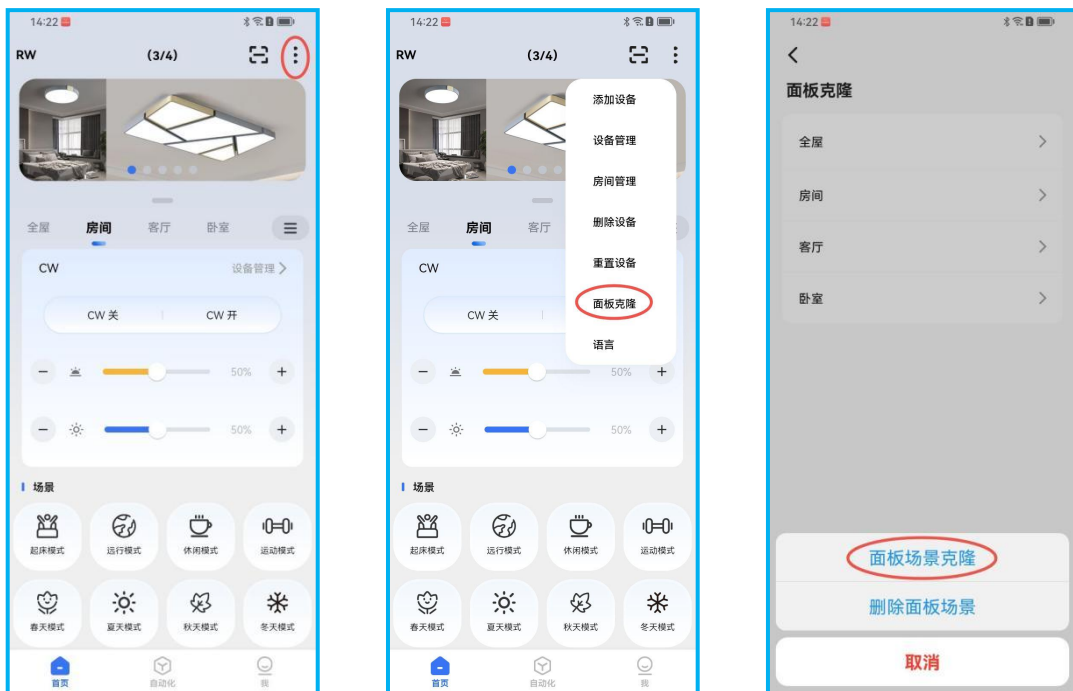 14:22
RW (3/4)
全屋 房间 客厅 卧室
CW 设备管理
CW 关 CW 开
50%
50%
场景
起床模式 远行模式 休闲模式 运动模式
春天模式 夏天模式 秋天模式 冬天模式
首页 自动化 我
14:22
RW (3/4)
添加设备
设备管理
房间管理
删除设备
重置设备
面板克隆
语言
全屋 房间 客厅
CW
CW 关
50%
50%
场景
起床模式 远行模式 休闲模式 运动模式
春天模式 夏天模式 秋天模式 冬天模式
首页 自动化 我
14:22
面板克隆
全屋
房间
客厅
卧室
面板场景克隆
删除面板场景
取消